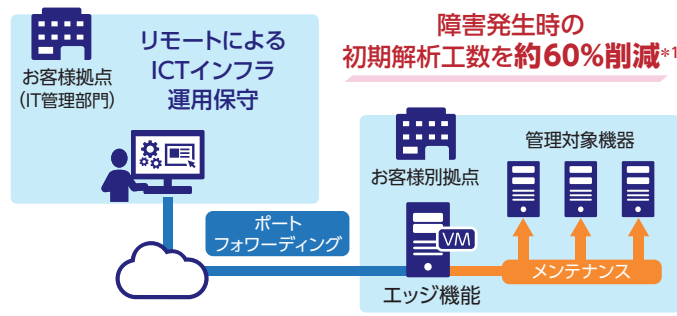 お客様拠点
（IT管理部門）
リモートによる
ICTインフラ
運用保守
障害発生時の
初期解析工数を約60%削減*1
お客様別拠点
管理対象機器
ポート
フォワーディング
VM
エッジ機能
メンテナンス